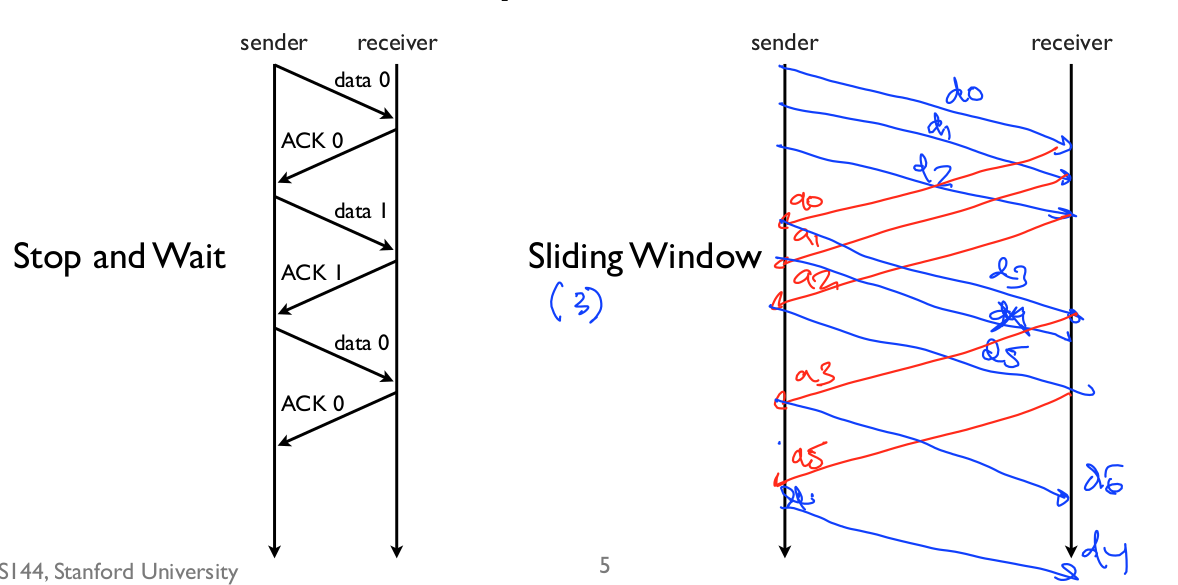 sender receiver
data 0
ACK 0
data 1
ACK 1
data 0
ACK 0
Stop and Wait
sender receiver
d0
d1
d2
a0
a1
a2
Sliding Window
(3)
d3
d4
d5
a3
a5
d6
d4
S144, Stanford University
5